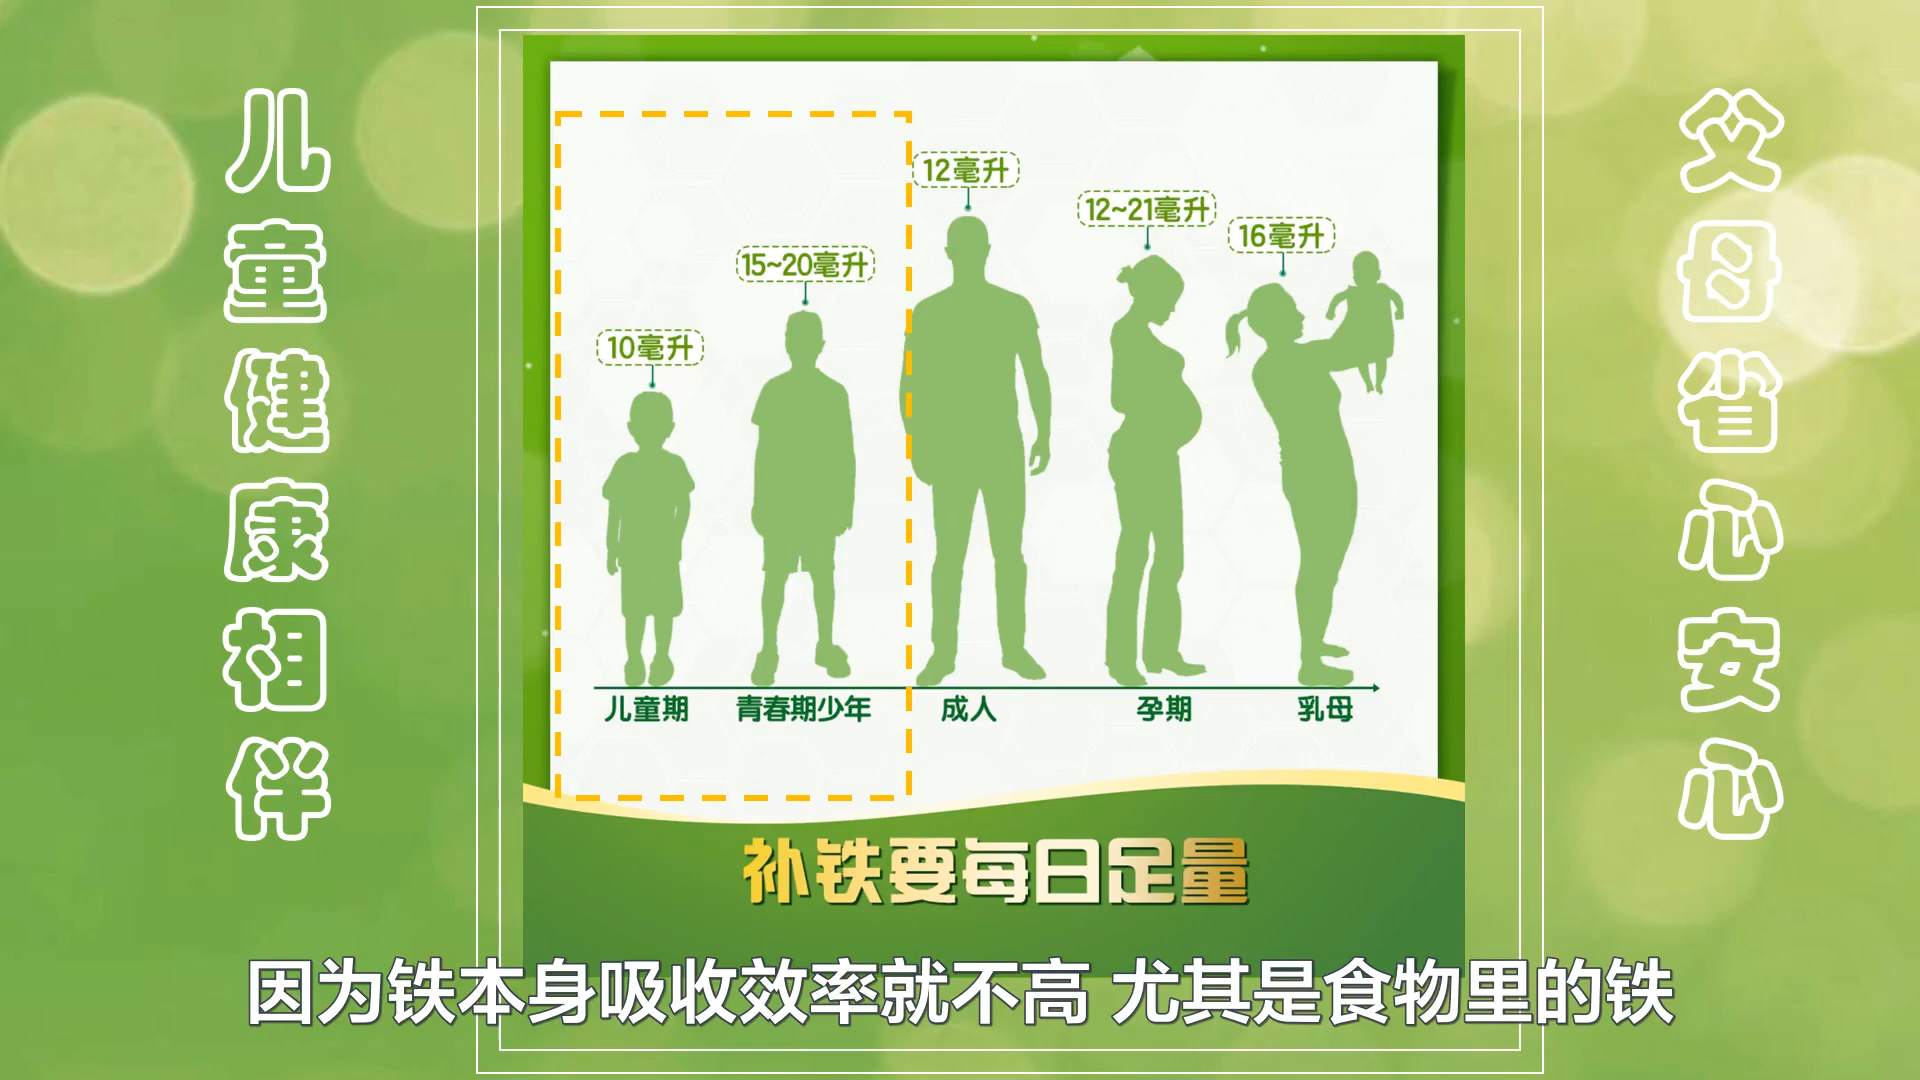 儿童健康相伴
父母省心安心
12毫升
12~21毫升
16毫升
15~20毫升
10毫升
儿童期
青春期少年
成人
孕期
乳母
补铁要每日足量
因为铁本身吸收效率就不高 尤其是食物里的铁